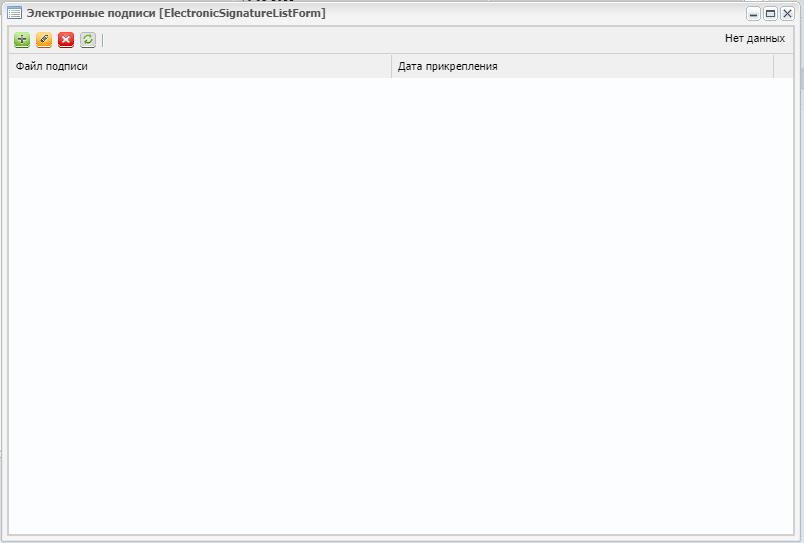 Электронные подписи [ElectronicSignatureListForm]
Нет данных
Файл подписи
Дата прикрепления